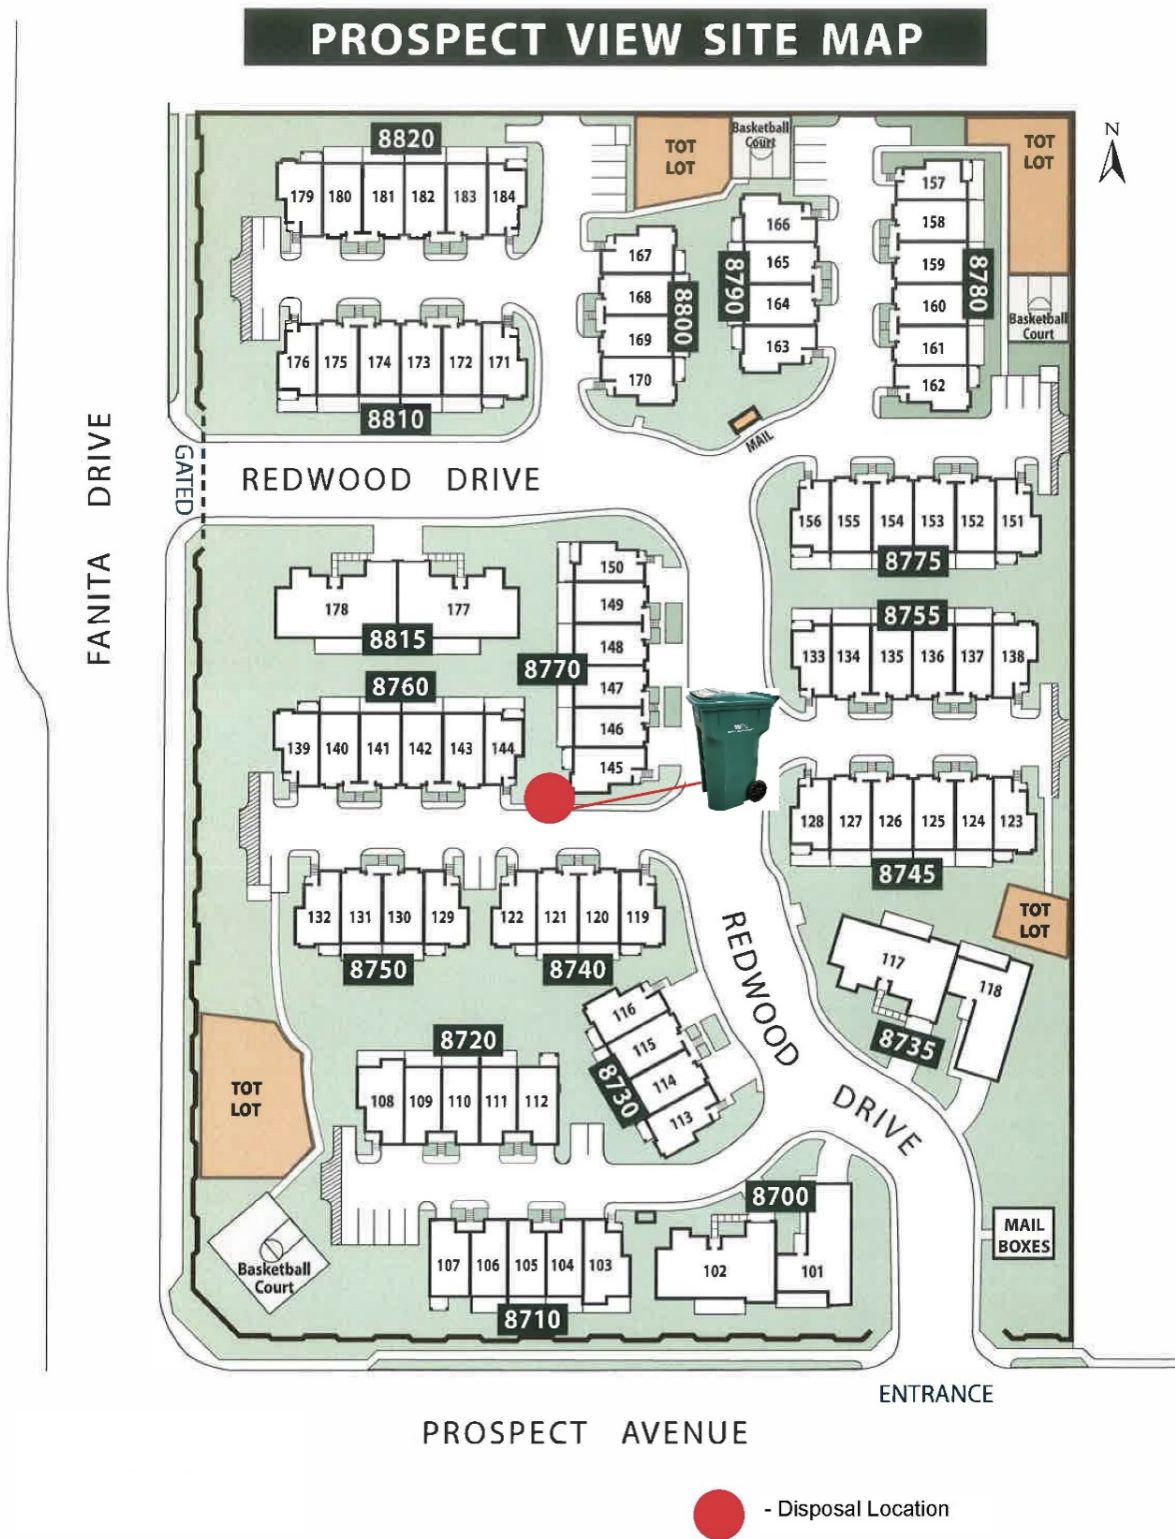 PROSPECT VIEW SITE MAP
N
8820
179 180 181 182 183 184
TOT
LOT
Basketball
Court
TOT
LOT
157
158
159
160
161
162
8780
Basketball
Court
166
165
164
163
8790
167
168
169
170
8800
MAIL
176 175 174 173 172 171
8810
FANITA DRIVE
GATED
REDWOOD DRIVE
156 155 154 153 152 151
8775
8755
133 134 135 136 137 138
178 177
8815
150
149
148
147
146
145
8770
8760
139 140 141 142 143 144
128 127 126 125 124 123
8745
132 131 130 129
8750
122 121 120 119
8740
REDWOOD DRIVE
TOT
LOT
117 118
8735
116
115
114
113
8730
8720
108 109 110 111 112
TOT
LOT
Basketball
Court
107 106 105 104 103
8710
8700
102 101
MAIL
BOXES
ENTRANCE
PROSPECT AVENUE
- Disposal Location